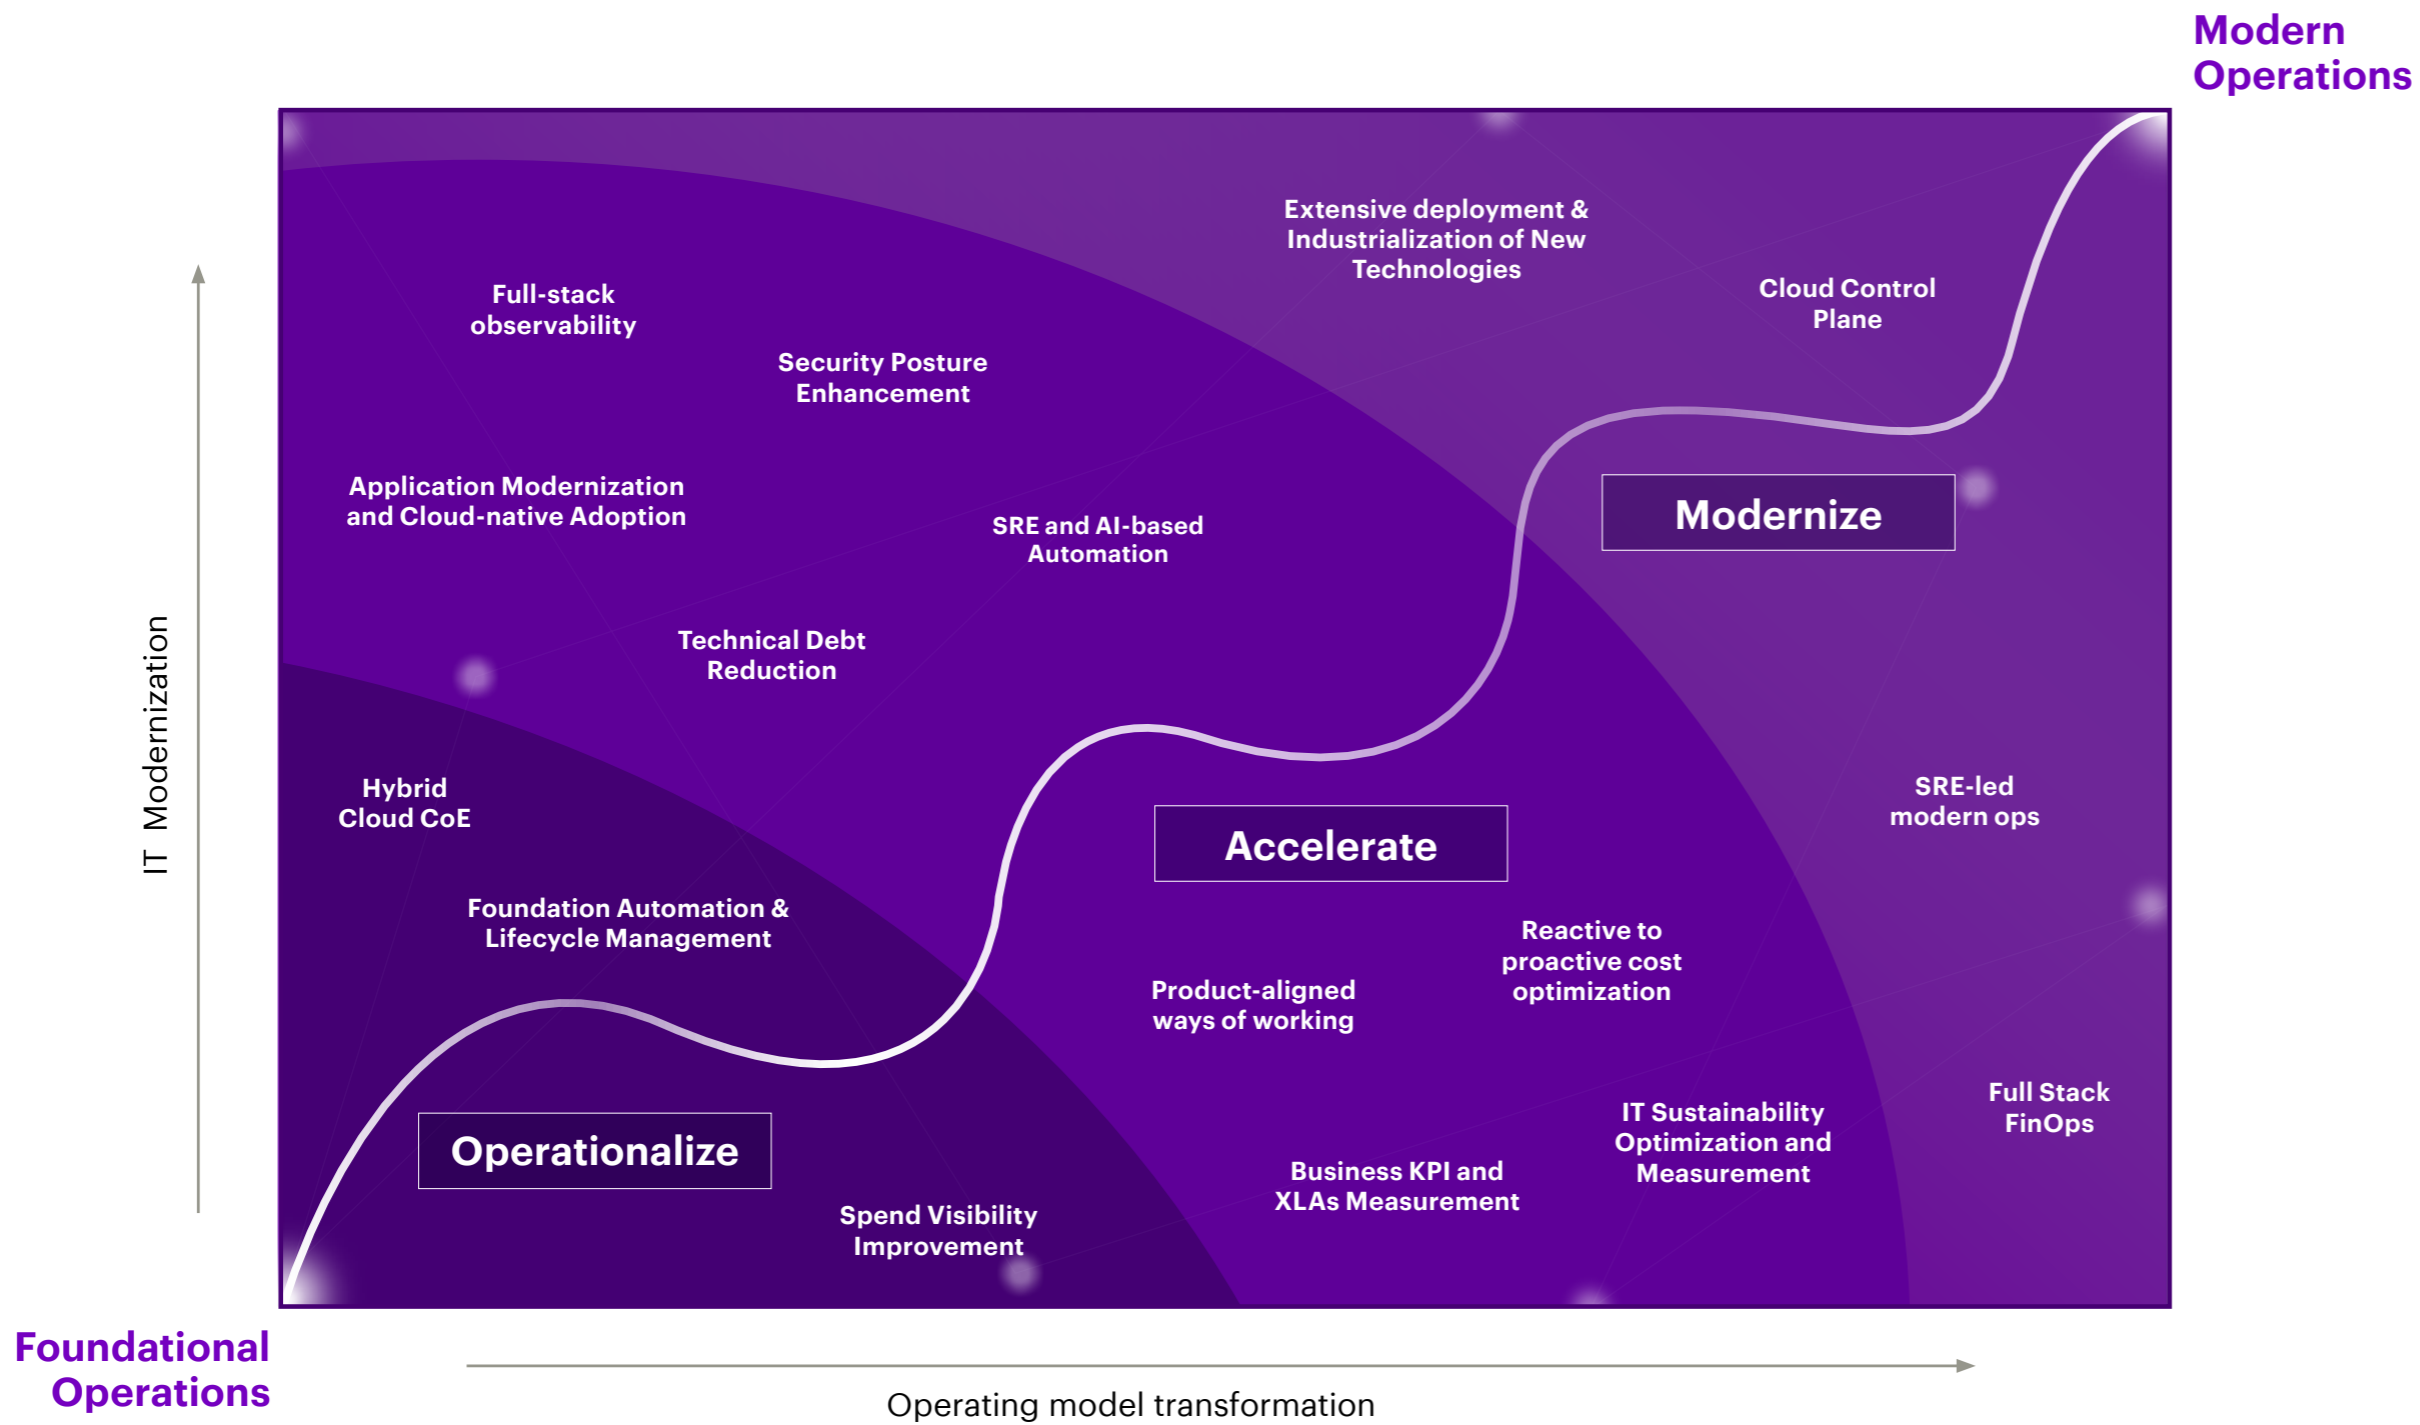 Modern
Operations
Extensive deployment &
Industrialization of New
Technologies
Cloud Control
Plane
Full-stack
observability
Security Posture
Enhancement
Application Modernization
and Cloud-native Adoption
SRE and AI-based
Automation
Modernize
Technical Debt
Reduction
IT Modernization
Hybrid
Cloud CoE
Accelerate
SRE-led
modern ops
Foundation Automation &
Lifecycle Management
Reactive to
proactive cost
optimization
Product-aligned
ways of working
Operationalize
Full Stack
FinOps
IT Sustainability
Optimization and
Measurement
Business KPI and
XLAs Measurement
Spend Visibility
Improvement
Foundational
Operations
Operating model transformation